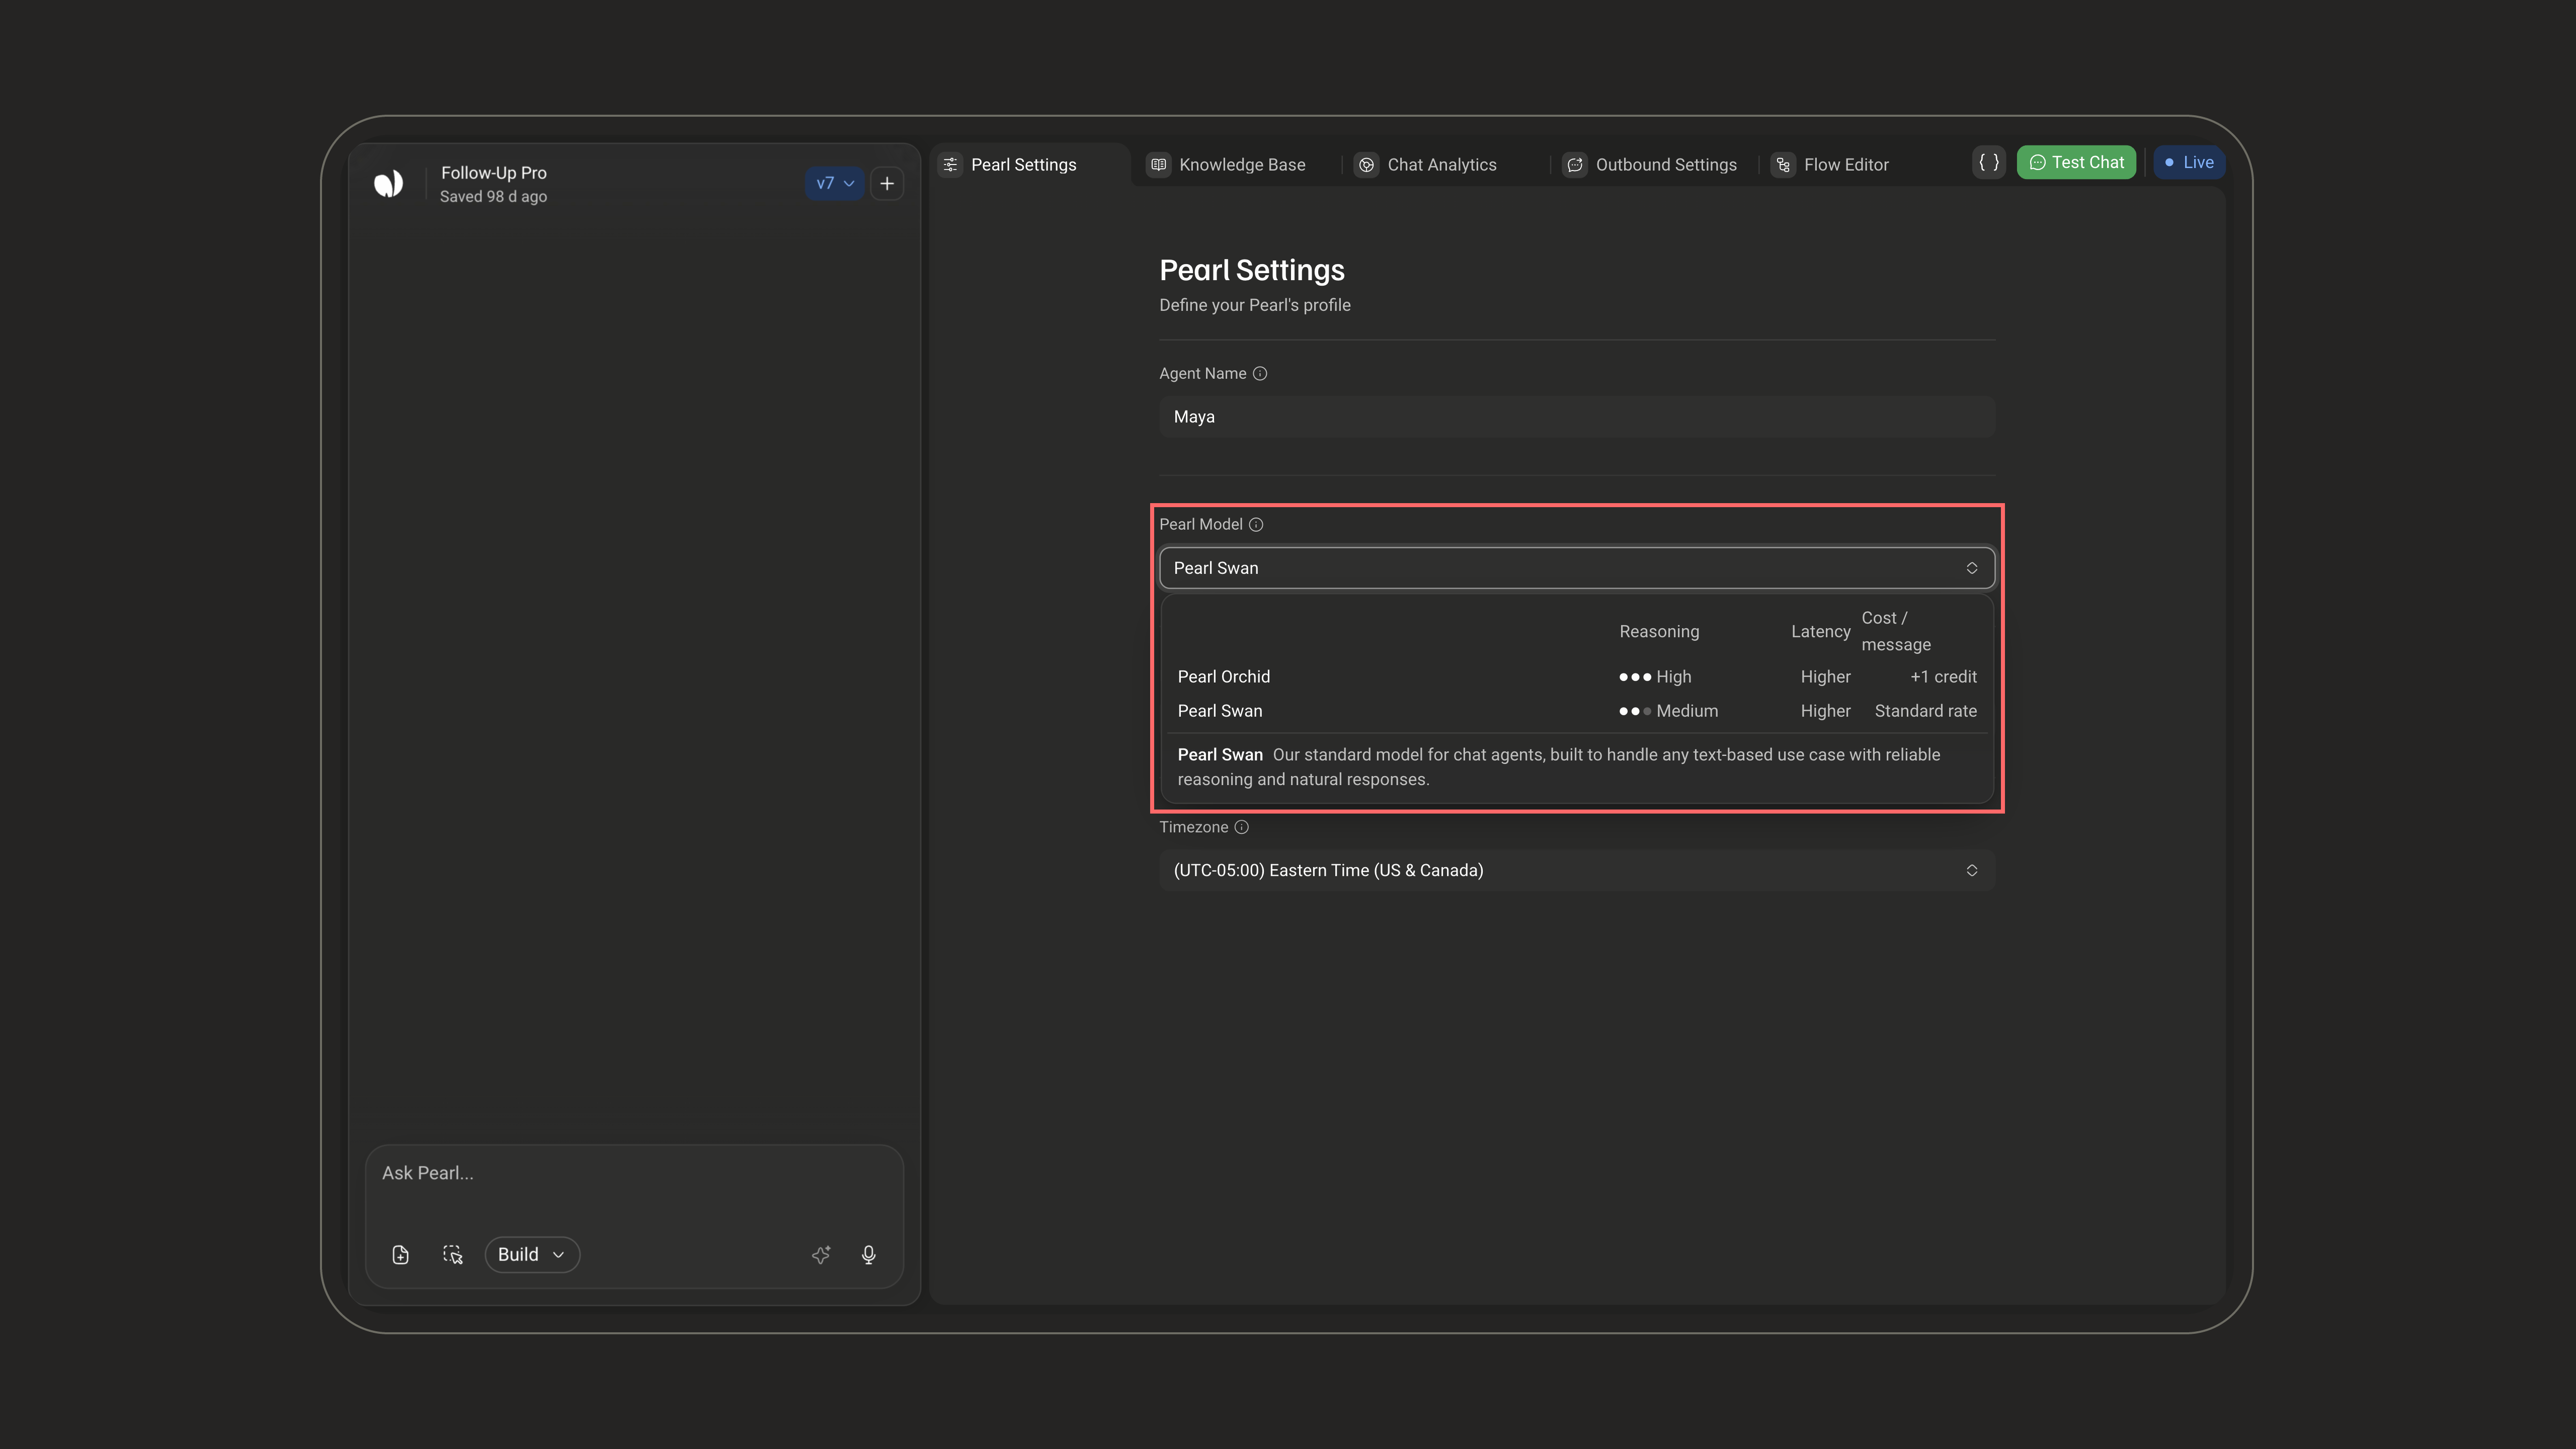 Follow-Up Pro
Saved 98 d ago
v7
Pearl Settings
Knowledge Base
Chat Analytics
Outbound Settings
Flow Editor
{ }
Test Chat
Live
Pearl Settings
Define your Pearl's profile
Agent Name
Maya
Pearl Model
Pearl Swan
Reasoning Latency Cost / message
Pearl Orchid High Higher +1 credit
Pearl Swan Medium Higher Standard rate
Pearl Swan Our standard model for chat agents, built to handle any text-based use case with reliable
reasoning and natural responses.
Timezone
(UTC-05:00) Eastern Time (US & Canada)
Ask Pearl...
Build